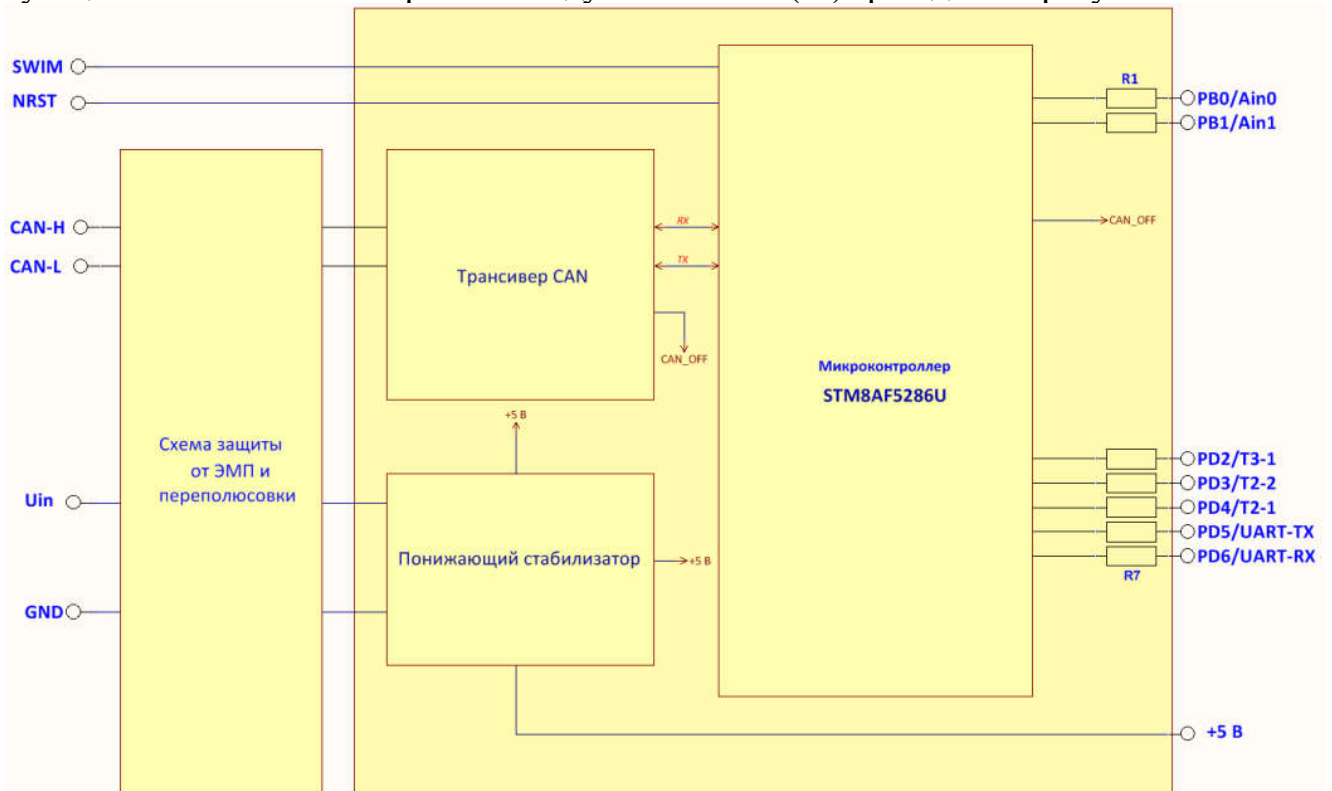 SWIM
NRST
CAN-H
CAN-L
Uin
GND
Схема защиты
от ЭМП и
переполюсовки
Трансивер CAN
RX
TX
CAN_OFF
+5 В
Понижающий стабилизатор
+5 В
Микроконтроллер
STM8AF5286U
CAN_OFF
R1
PB0/Ain0
PB1/Ain1
PD2/T3-1
PD3/T2-2
PD4/T2-1
PD5/UART-TX
PD6/UART-RX
R7
+5 В